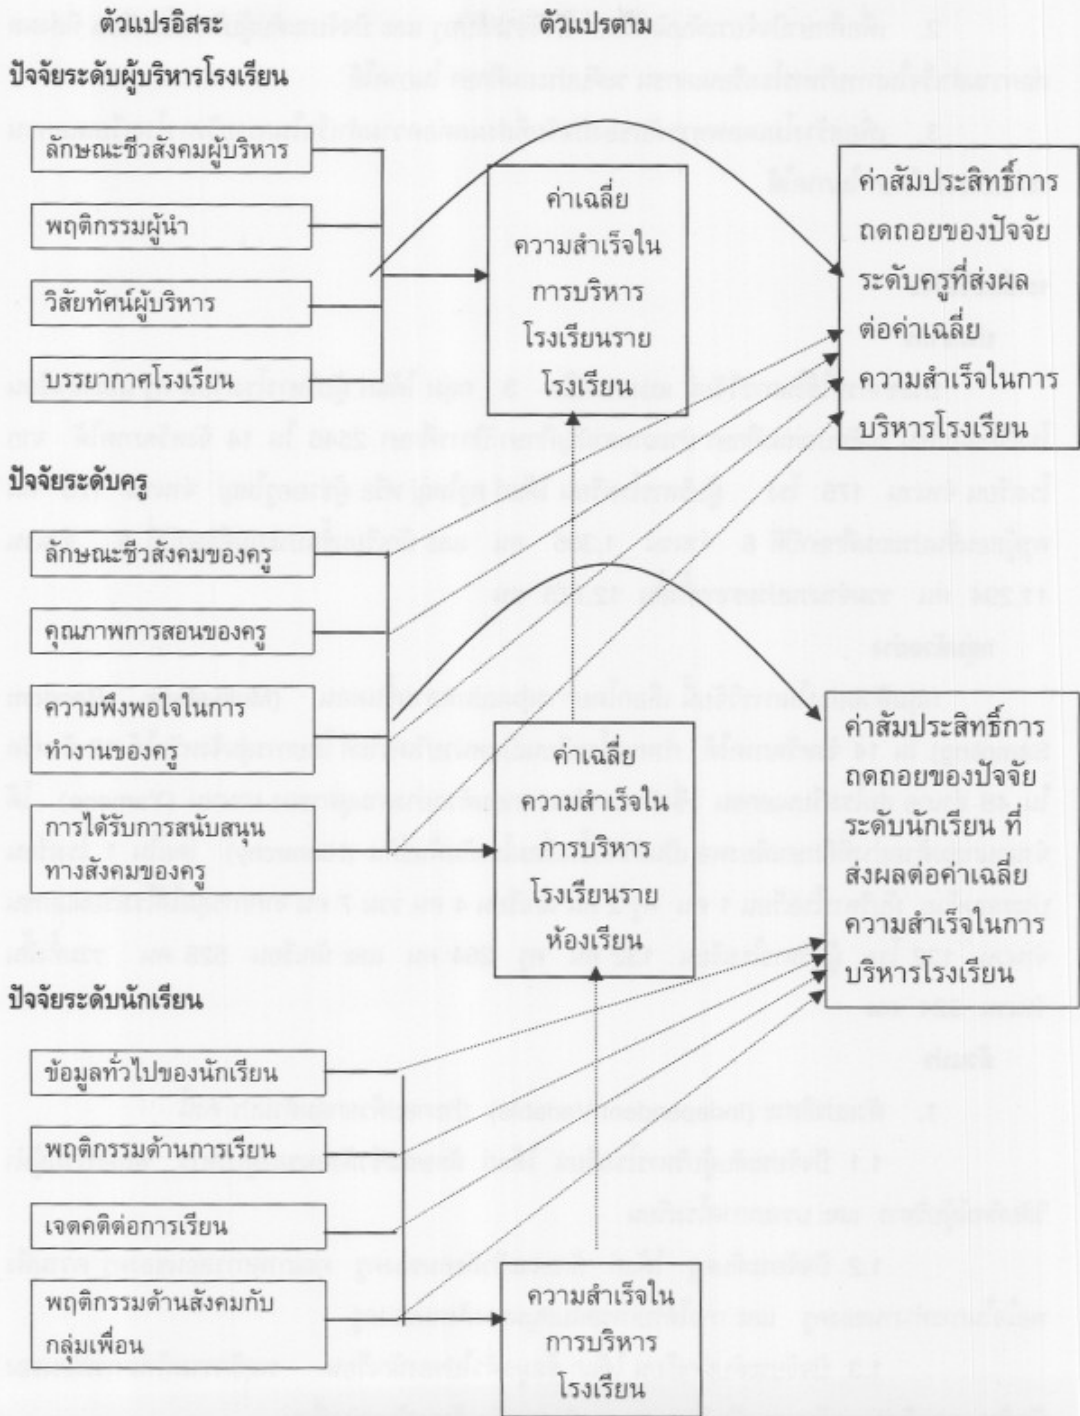 ตัวแปรอิสระ
ตัวแปรตาม
ปัจจัยระดับผู้บริหารโรงเรียน
ลักษณะชีวสังคมผู้บริหาร
พฤติกรรมผู้นำ
วิสัยทัศน์ผู้บริหาร
บรรยากาศโรงเรียน
ค่าเฉลี่ย
ความสำเร็จใน
การบริหาร
โรงเรียนราย
โรงเรียน
ค่าสัมประสิทธิ์การ
ถดถอยของปัจจัย
ระดับครูที่ส่งผล
ต่อค่าเฉลี่ย
ความสำเร็จในการ
บริหารโรงเรียน
ปัจจัยระดับครู
ลักษณะชีวสังคมของครู
คุณภาพการสอนของครู
ความพึงพอใจในการ
ทำงานของครู
การได้รับการสนับสนุน
ทางสังคมของครู
ค่าเฉลี่ย
ความสำเร็จใน
การบริหาร
โรงเรียนราย
ห้องเรียน
ค่าสัมประสิทธิ์การ
ถดถอยของปัจจัย
ระดับนักเรียน ที่
ส่งผลต่อค่าเฉลี่ย
ความสำเร็จในการ
บริหารโรงเรียน
ปัจจัยระดับนักเรียน
ข้อมูลทั่วไปของนักเรียน
พฤติกรรมด้านการเรียน
เจตคติต่อการเรียน
พฤติกรรมด้านสังคมกับ
กลุ่มเพื่อน
ความสำเร็จใน
การบริหาร
โรงเรียน